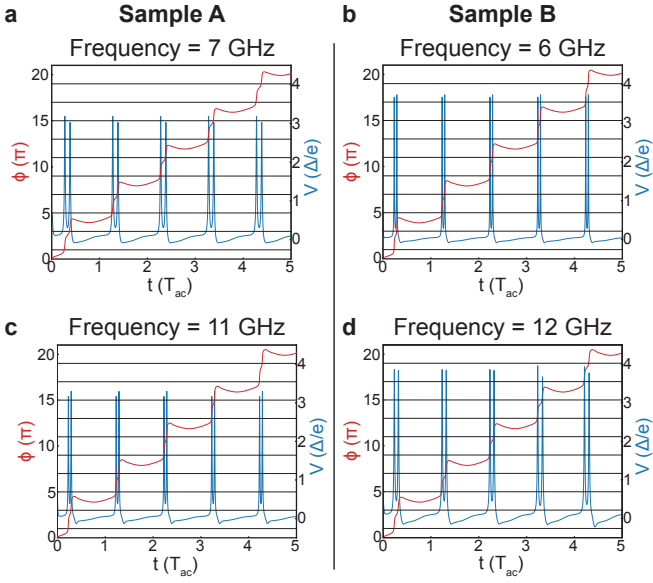 Sample A
Sample B
a
Frequency = 7 GHz
20
15
10
5
0
ϕ (π)
4
3
2
1
0
V (Δ/e)
0 1 2 3 4 5
t (T_ac)
b
Frequency = 6 GHz
20
15
10
5
0
ϕ (π)
4
3
2
1
0
V (Δ/e)
0 1 2 3 4 5
t (T_ac)
c
Frequency = 11 GHz
20
15
10
5
0
ϕ (π)
4
3
2
1
0
V (Δ/e)
0 1 2 3 4 5
t (T_ac)
d
Frequency = 12 GHz
20
15
10
5
0
ϕ (π)
4
3
2
1
0
V (Δ/e)
0 1 2 3 4 5
t (T_ac)